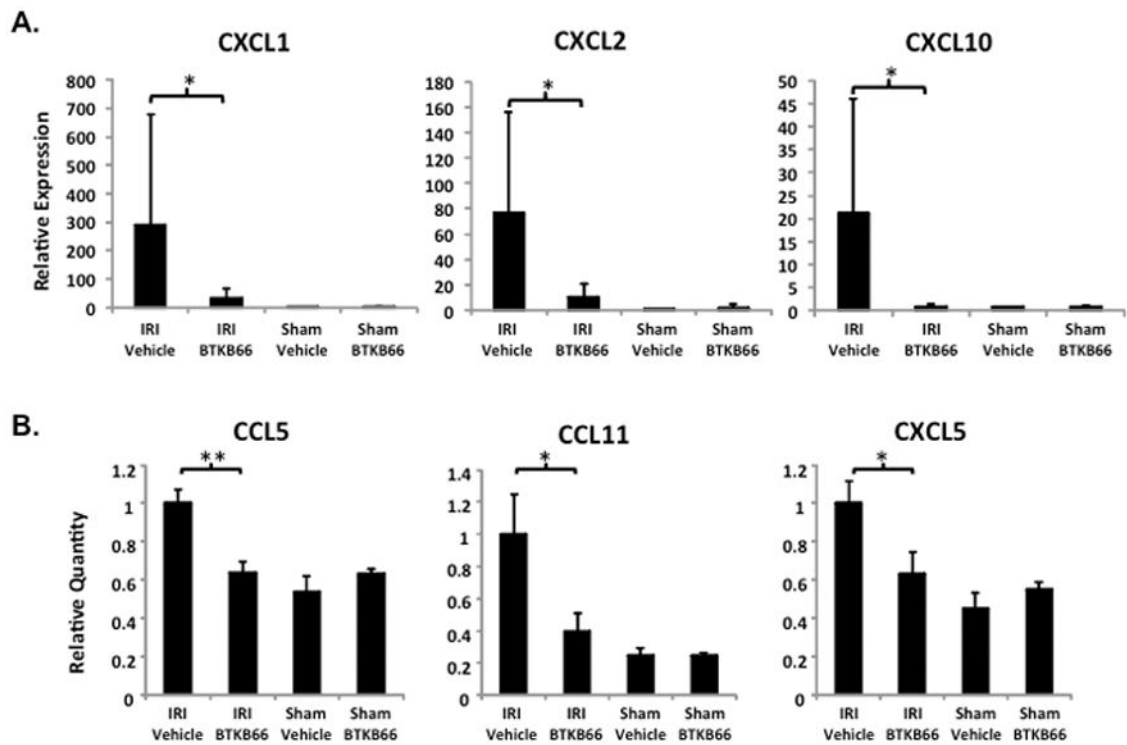 A.
CXCL1
CXCL2
CXCL10
Relative Expression
800
700
600
500
400
300
200
100
0
*
IRI Vehicle
IRI BTKB66
Sham Vehicle
Sham BTKB66
180
160
140
120
100
80
60
40
20
0
*
IRI Vehicle
IRI BTKB66
Sham Vehicle
Sham BTKB66
50
45
40
35
30
25
20
15
10
5
0
*
IRI Vehicle
IRI BTKB66
Sham Vehicle
Sham BTKB66
B.
CCL5
CCL11
CXCL5
Relative Quantity
1.2
1
0.8
0.6
0.4
0.2
0
**
IRI Vehicle
IRI BTKB66
Sham Vehicle
Sham BTKB66
1.4
1.2
1
0.8
0.6
0.4
0.2
0
*
IRI Vehicle
IRI BTKB66
Sham Vehicle
Sham BTKB66
1.2
1
0.8
0.6
0.4
0.2
0
*
IRI Vehicle
IRI BTKB66
Sham Vehicle
Sham BTKB66